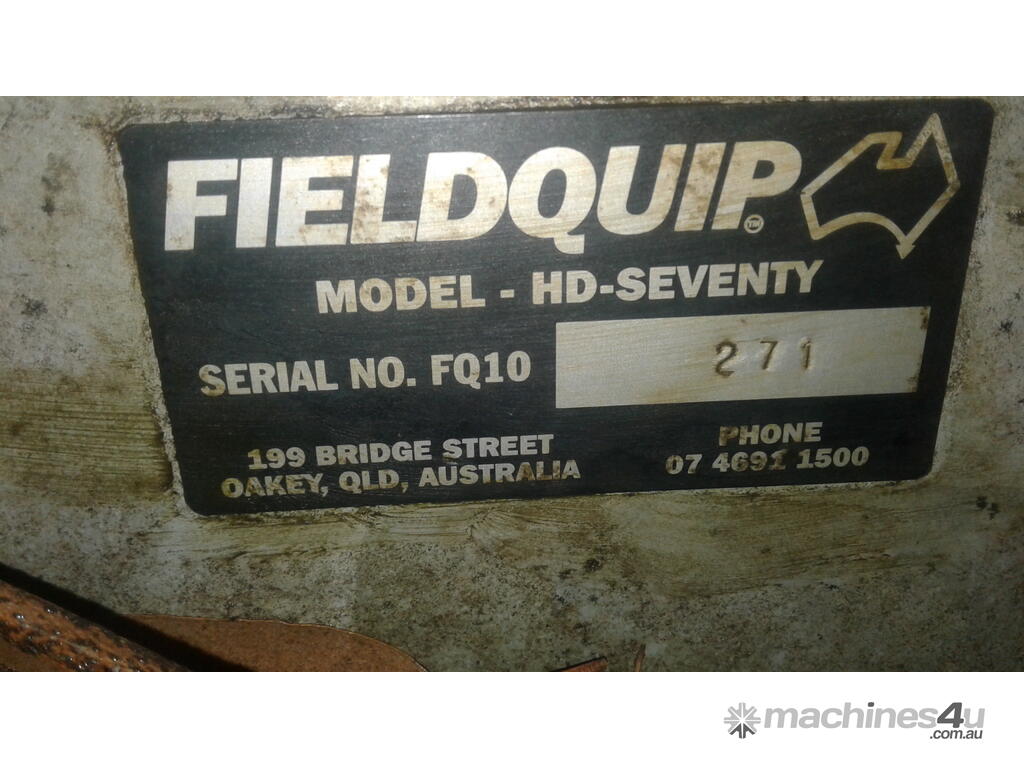 FIELDQUIP™
MODEL - HD-SEVENTY
SERIAL NO. FQ10 271
199 BRIDGE STREET
OAKEY, QLD, AUSTRALIA
PHONE
07 4691 1500
machines4u
.com.au